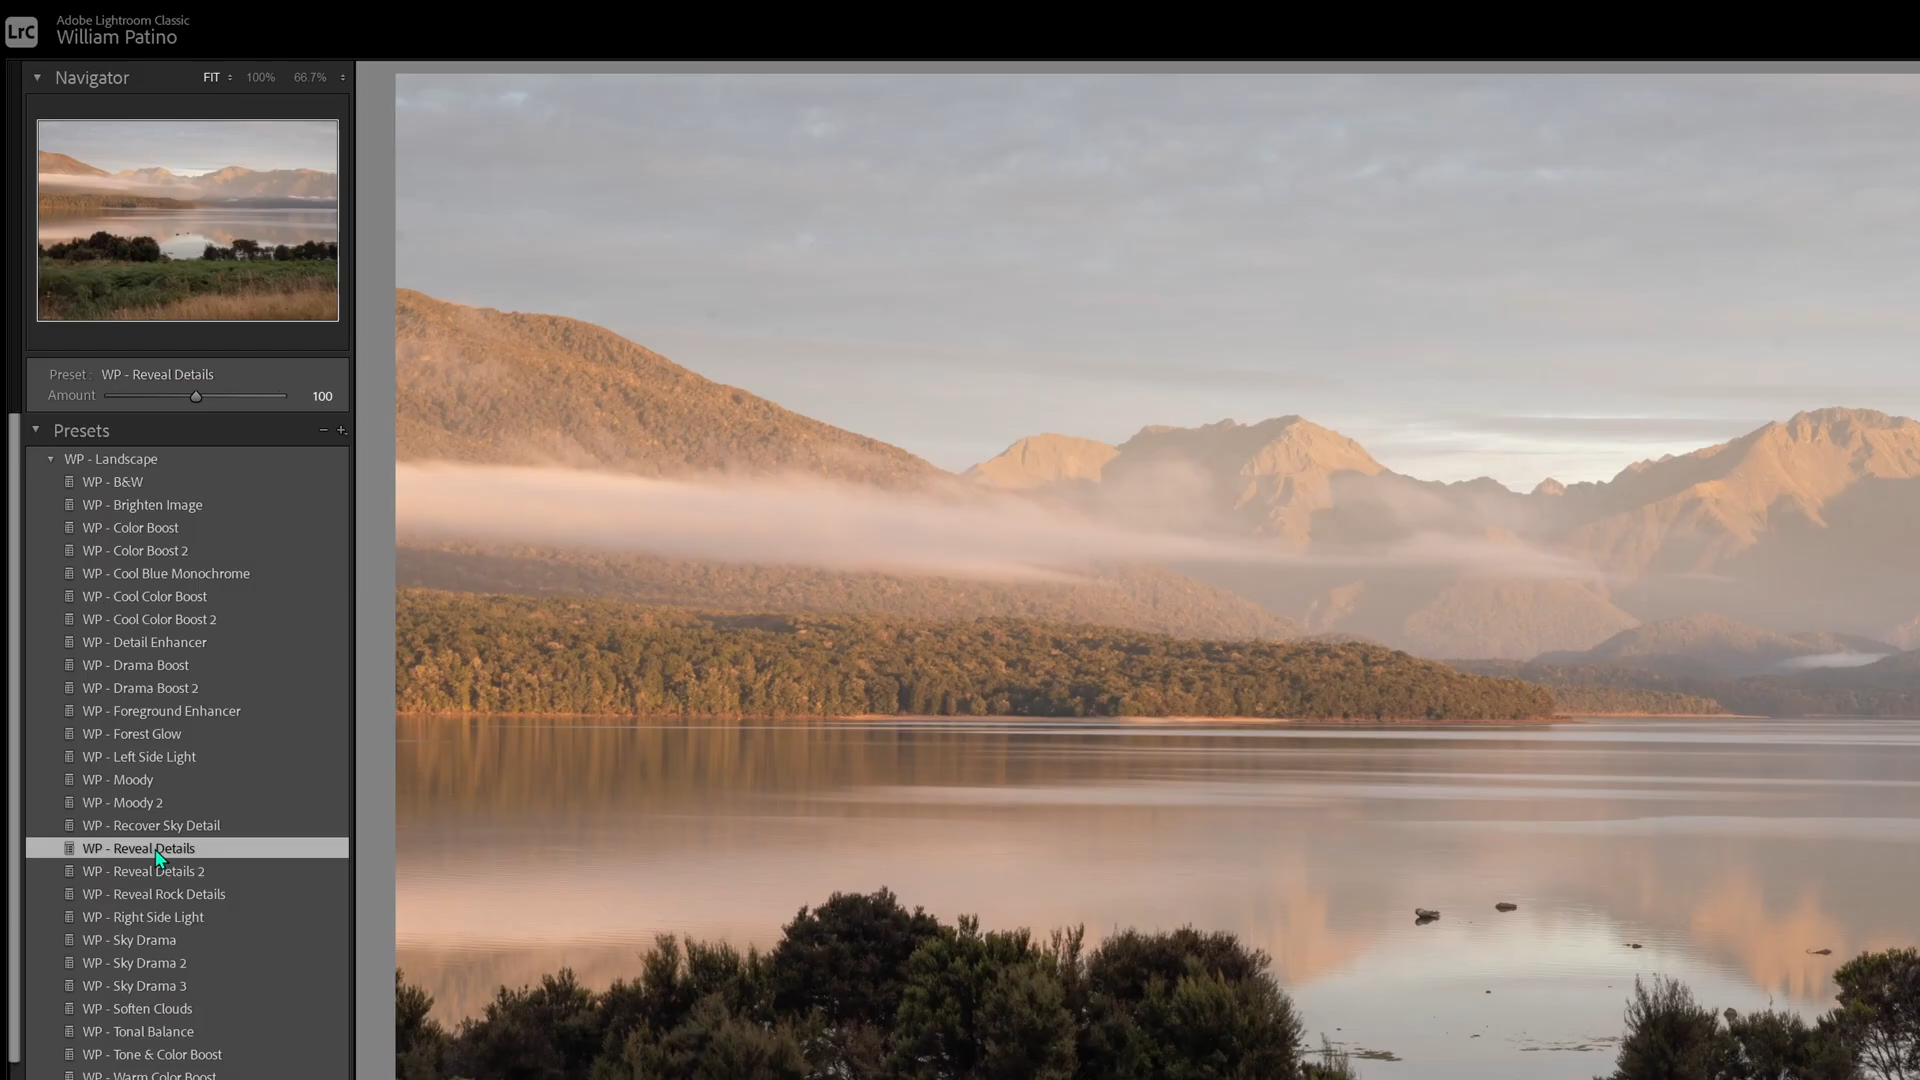 LrC
Adobe Lightroom Classic
William Patino
Navigator FIT 100% 66.7%
Preset : WP - Reveal Details
Amount 100
Presets
WP - Landscape
WP - B&W
WP - Brighten Image
WP - Color Boost
WP - Color Boost 2
WP - Cool Blue Monochrome
WP - Cool Color Boost
WP - Cool Color Boost 2
WP - Detail Enhancer
WP - Drama Boost
WP - Drama Boost 2
WP - Foreground Enhancer
WP - Forest Glow
WP - Left Side Light
WP - Moody
WP - Moody 2
WP - Recover Sky Detail
WP - Reveal Details
WP - Reveal Details 2
WP - Reveal Rock Details
WP - Right Side Light
WP - Sky Drama
WP - Sky Drama 2
WP - Sky Drama 3
WP - Soften Clouds
WP - Tonal Balance
WP - Tone & Color Boost
WP - Warm Color Boost